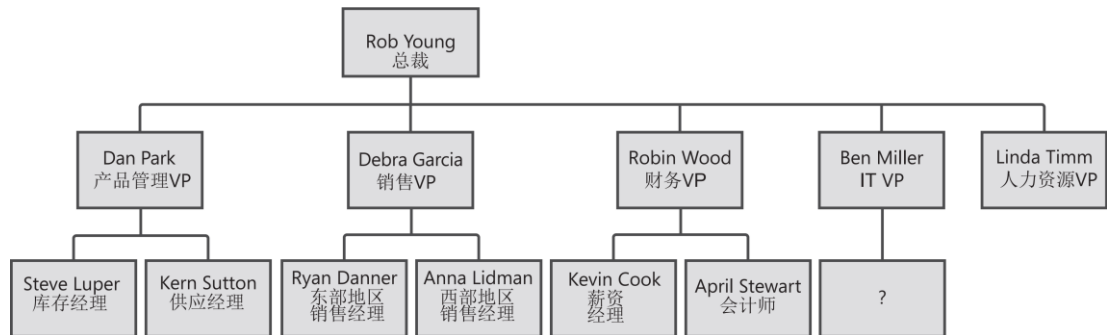 Rob Young
总裁
Dan Park
产品管理VP
Debra Garcia
销售VP
Robin Wood
财务VP
Ben Miller
IT VP
Linda Timm
人力资源VP
Steve Luper
库存经理
Kern Sutton
供应经理
Ryan Danner
东部地区
销售经理
Anna Lidman
西部地区
销售经理
Kevin Cook
薪资
经理
April Stewart
会计师
?